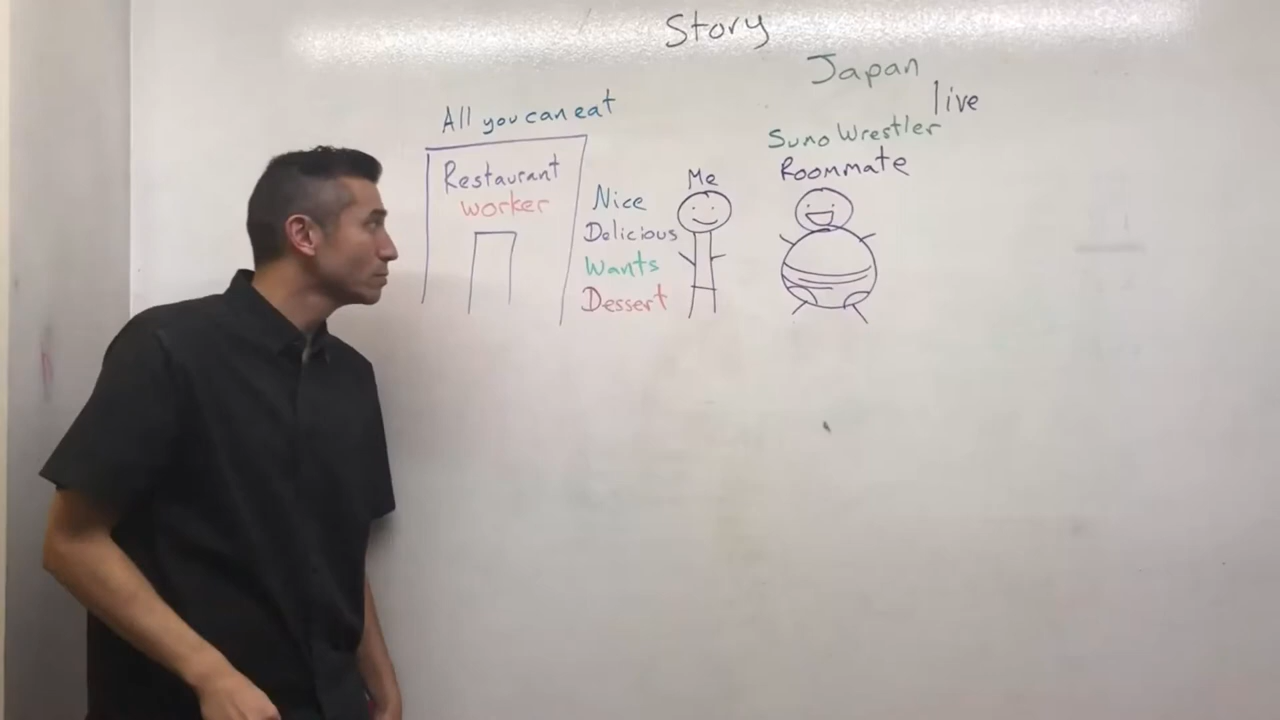 Story
Japan
live
All you can eat
Suno Wrestler
Roommate
Restaurant
worker
Me
Nice
Delicious
Wants
Dessert